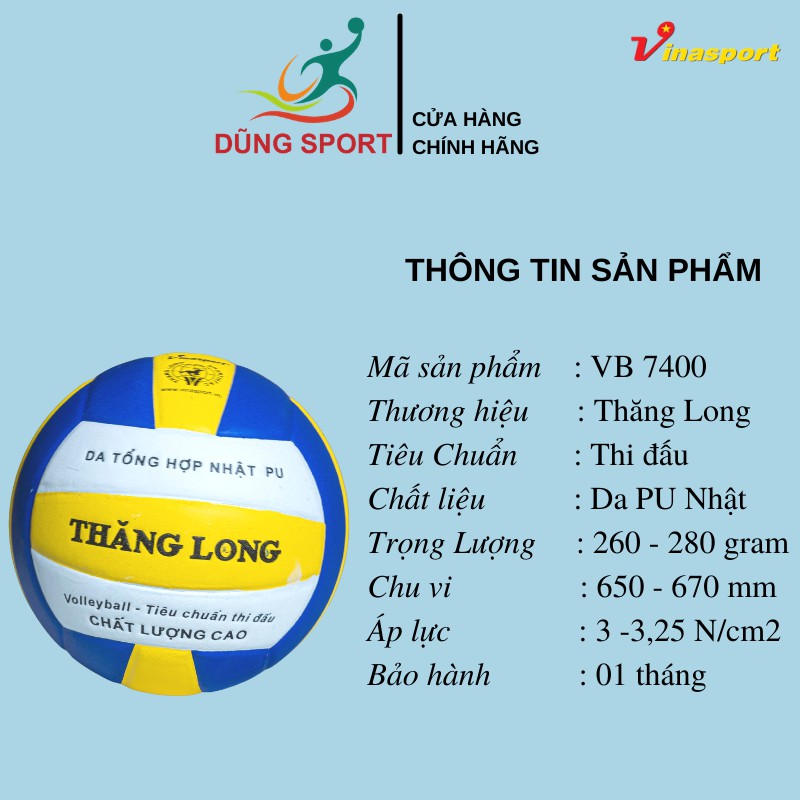 DŨNG SPORT
CỬA HÀNG
CHÍNH HÃNG
Vinasport
THÔNG TIN SẢN PHẨM
Mã sản phẩm : VB 7400
Thương hiệu : Thăng Long
Tiêu Chuẩn : Thi đấu
Chất liệu : Da PU Nhật
Trọng Lượng : 260 - 280 gram
Chu vi : 650 - 670 mm
Áp lực : 3 -3,25 N/cm2
Bảo hành : 01 tháng
Vinasport
DA TỔNG HỢP NHẬT PU
THĂNG LONG
Volleyball - Tiêu chuẩn thi đấu
CHẤT LƯỢNG CAO